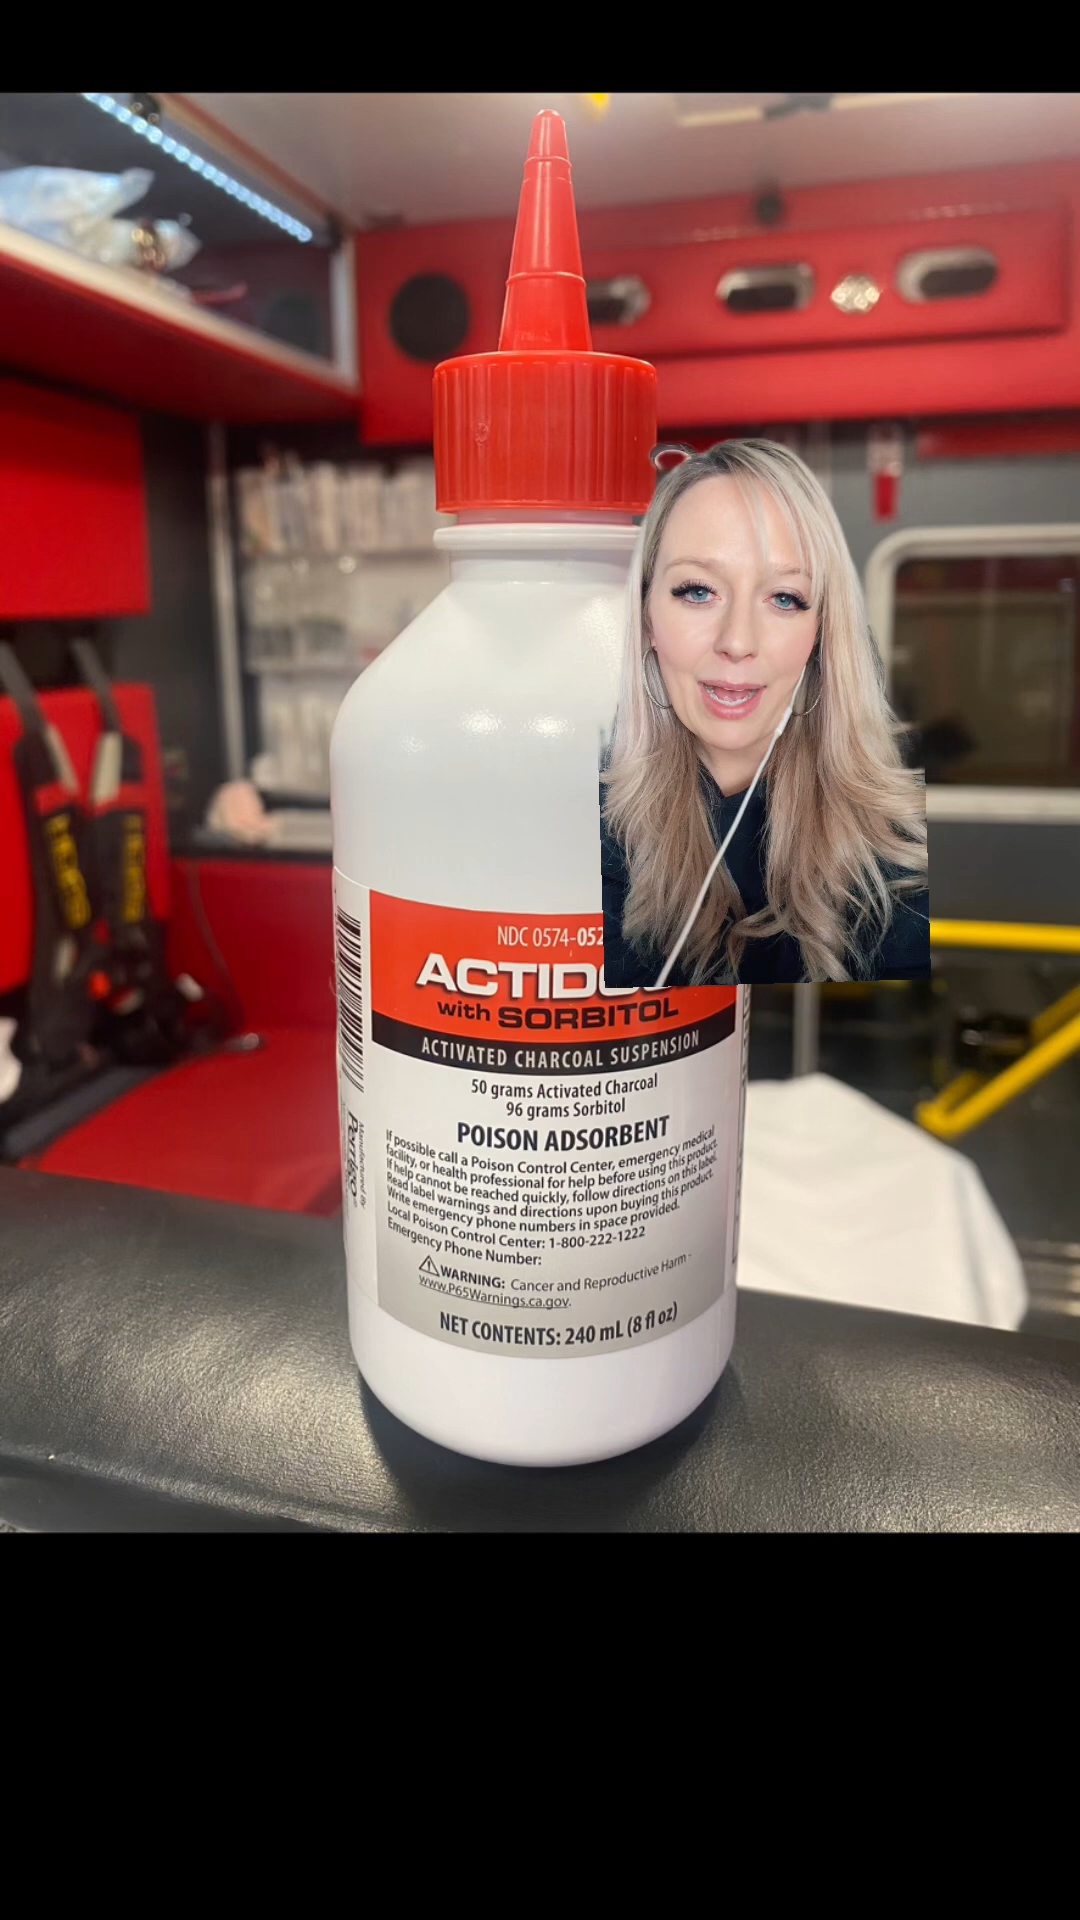 NDC 0574-052
ACTIDO
with SORBITOL
ACTIVATED CHARCOAL SUSPENSION
50 grams Activated Charcoal
96 grams Sorbitol
POISON ADSORBENT
If possible call a Poison Control Center, emergency medical
facility, or health professional for help before using this product.
If help cannot be reached quickly, follow directions on this label.
Read label warnings and directions upon buying this product.
Write emergency phone numbers in space provided.
Local Poison Control Center: 1-800-222-1222
Emergency Phone Number:
WARNING: Cancer and Reproductive Harm -
www.P65Warnings.ca.gov.
NET CONTENTS: 240 mL (8 fl oz)
Manufactured By
Perrigo